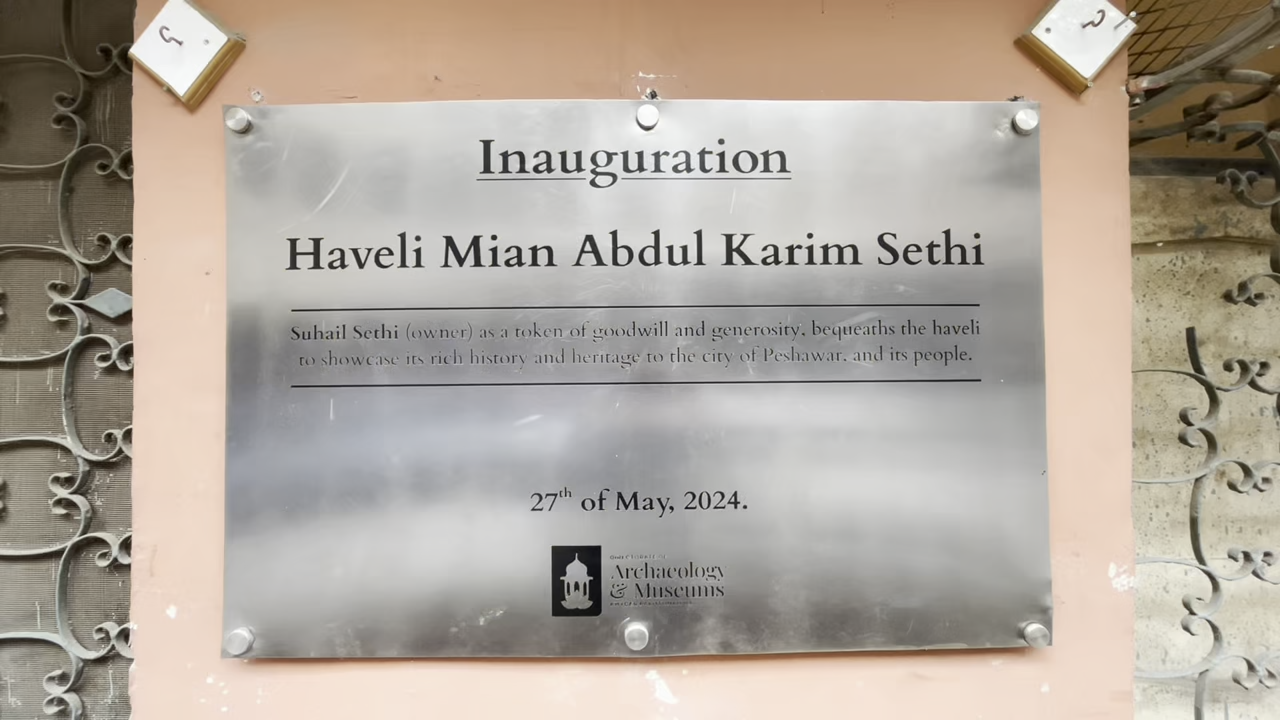 Inauguration
Haveli Mian Abdul Karim Sethi
Suhail Sethi (owner) as a token of goodwill and generosity, bequeaths the haveli
to showcase its rich history and heritage to the city of Peshawar, and its people.
27th of May, 2024.
Archaeology
& Museums